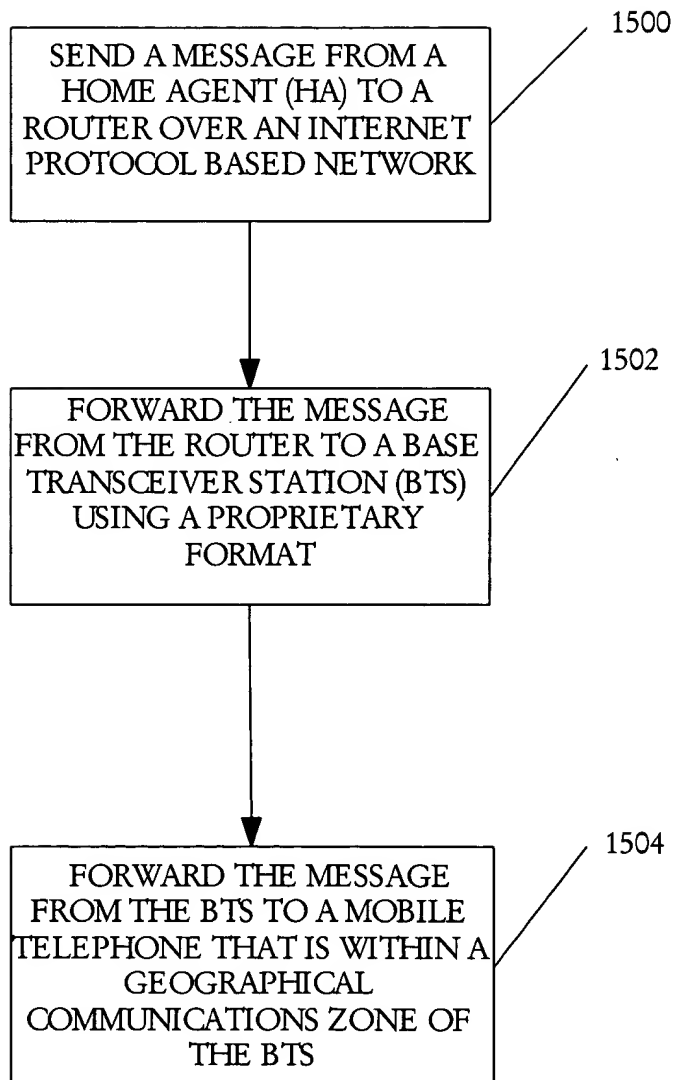 1500
SEND A MESSAGE FROM A
HOME AGENT (HA) TO A
ROUTER OVER AN INTERNET
PROTOCOL BASED NETWORK
1502
FORWARD THE MESSAGE
FROM THE ROUTER TO A BASE
TRANSCEIVER STATION (BTS)
USING A PROPRIETARY
FORMAT
1504
FORWARD THE MESSAGE
FROM THE BTS TO A MOBILE
TELEPHONE THAT IS WITHIN A
GEOGRAPHICAL
COMMUNICATIONS ZONE OF
THE BTS